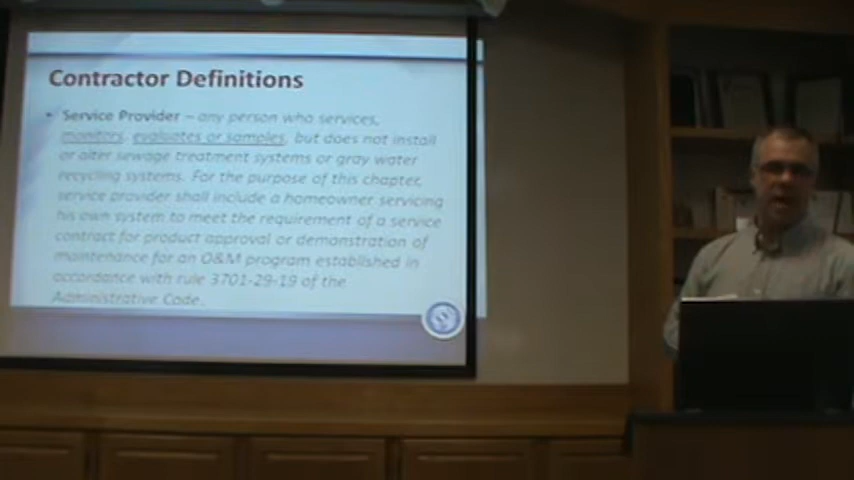 Contractor Definitions
• Service Provider – any person who services,
monitors, evaluates or samples, but does not install
or alter sewage treatment systems or gray water
recycling systems. For the purpose of this chapter,
service provider shall include a homeowner servicing
his own system to meet the requirement of a service
contract for product approval or demonstration of
maintenance for an O&M program established in
accordance with rule 3701-29-19 of the
Administrative Code.